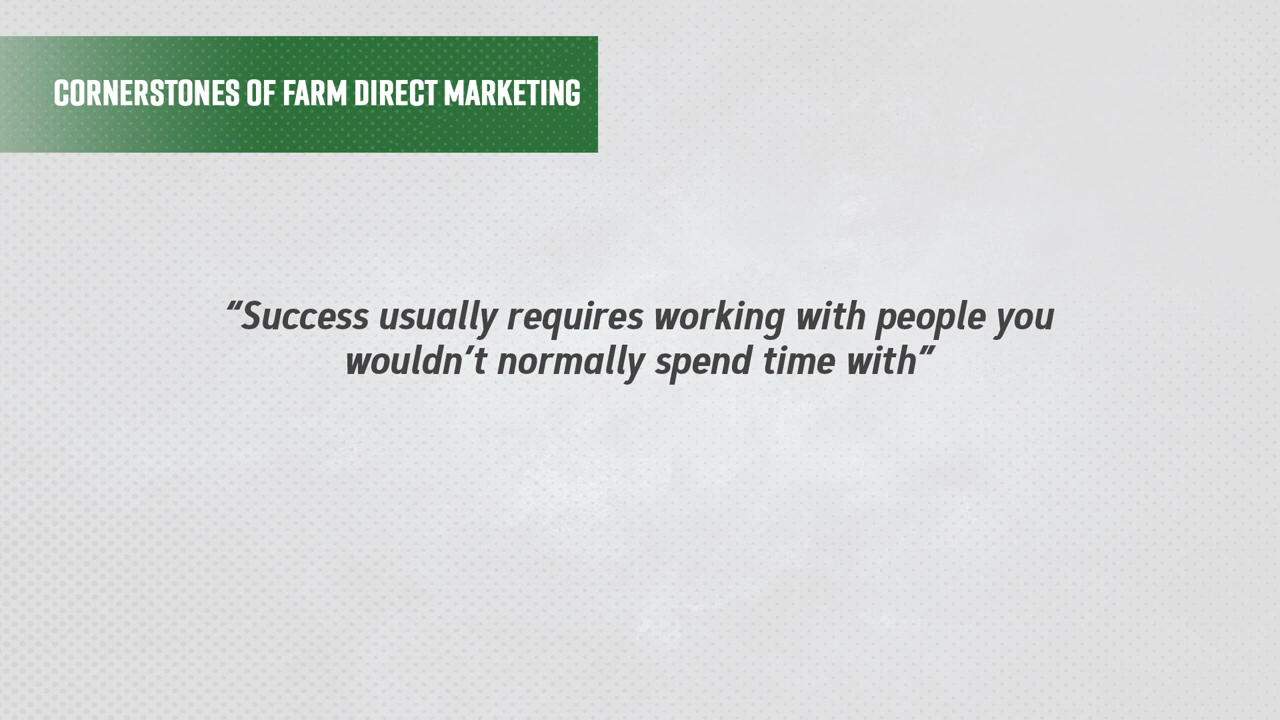 CORNERSTONES OF FARM DIRECT MARKETING
“Success usually requires working with people you
wouldn’t normally spend time with”